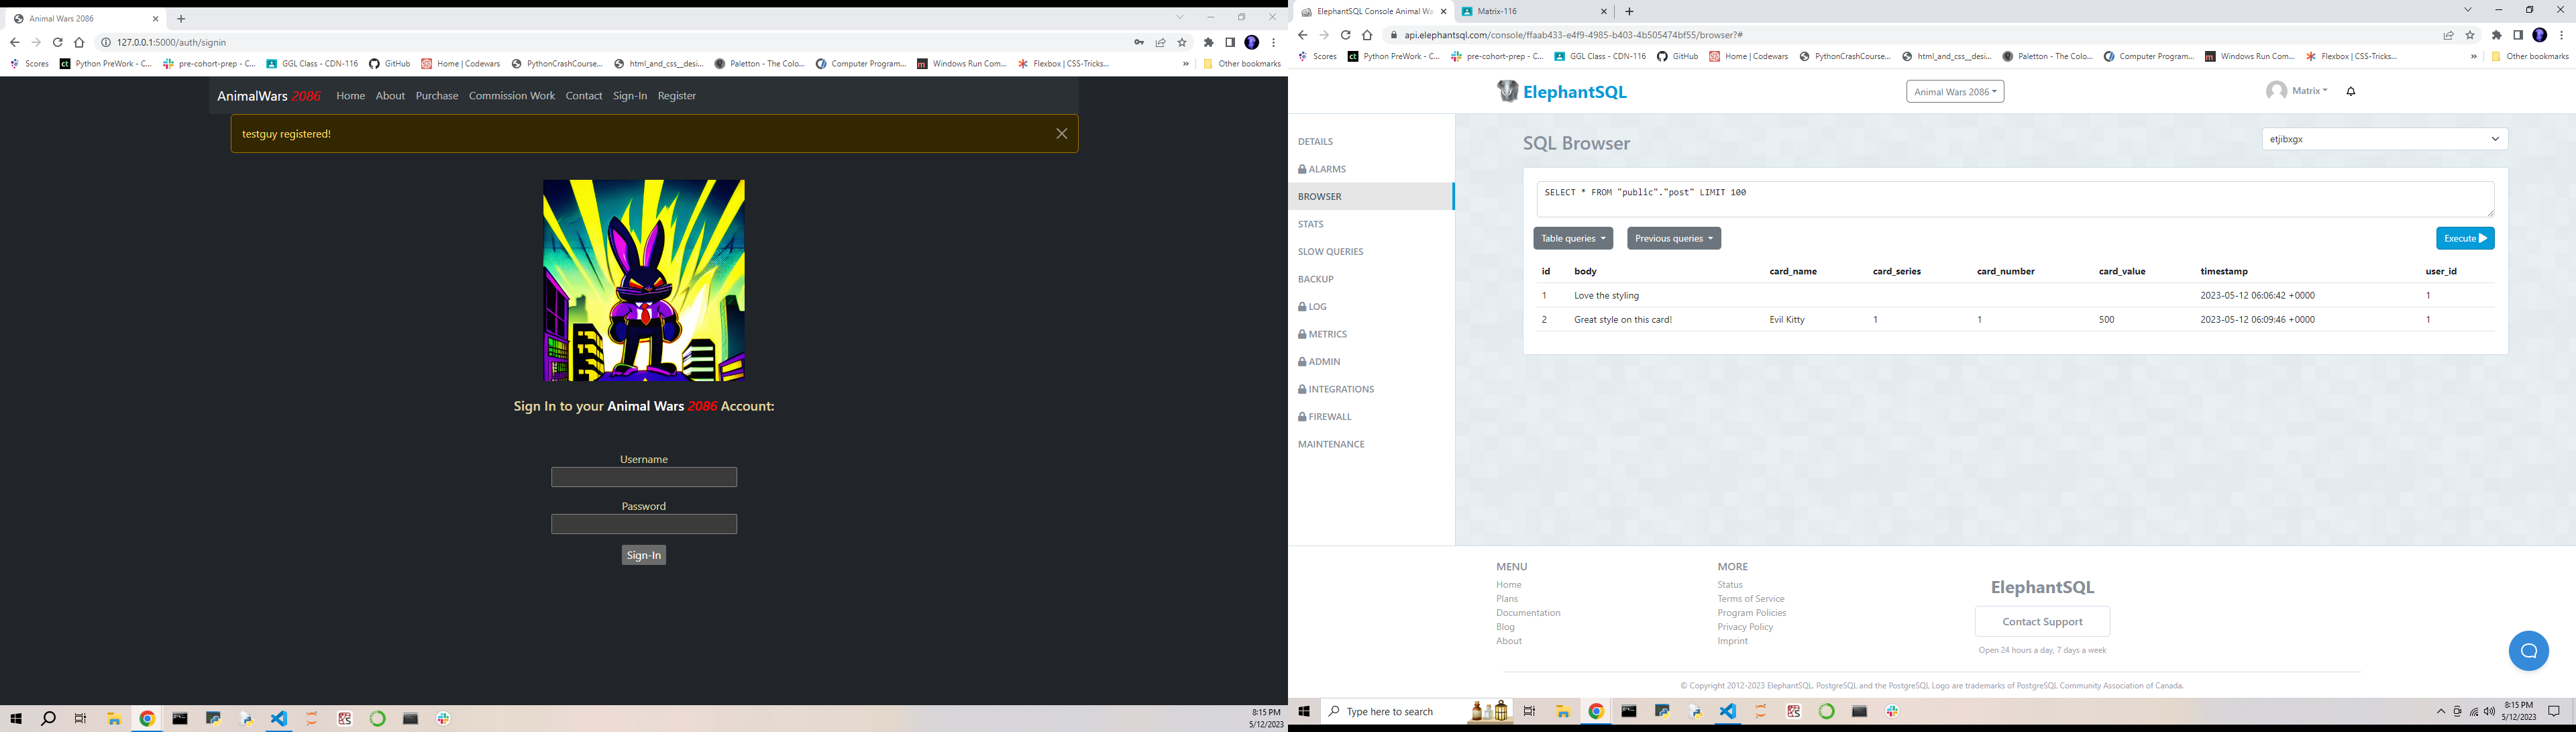 Animal Wars 2086
127.0.0.1:5000/auth/signin
Scores Python PreWork - C... pre-cohort-prep - C... GGL Class - CDN-116 GitHub Home | Codewars PythonCrashCourse... html_and_css__desi... Paletton - The Colo... Computer Program... Windows Run Com... Flexbox | CSS-Tricks... » Other bookmarks
AnimalWars 2086 Home About Purchase Commission Work Contact Sign-In Register
testguy registered!
Sign In to your Animal Wars 2086 Account:
Username
Password
Sign-In
8:15 PM
5/12/2023
ElephantSQL Console Animal Wa
Matrix-116
api.elephantsql.com/console/ffaab433-e4f9-4985-b403-4b505474bf55/browser?#
Scores Python PreWork - C... pre-cohort-prep - C... GGL Class - CDN-116 GitHub Home | Codewars PythonCrashCourse... html_and_css__desi... Paletton - The Colo... Computer Program... Windows Run Com... Flexbox | CSS-Tricks... » Other bookmarks
ElephantSQL
Animal Wars 2086
Matrix
DETAILS
ALARMS
BROWSER
STATS
SLOW QUERIES
BACKUP
LOG
METRICS
ADMIN
INTEGRATIONS
FIREWALL
MAINTENANCE
SQL Browser
etjibxgx
SELECT * FROM "public"."post" LIMIT 100
Table queries
Previous queries
Execute
id body card_name card_series card_number card_value timestamp user_id
1 Love the styling 2023-05-12 06:06:42 +0000 1
2 Great style on this card! Evil Kitty 1 1 500 2023-05-12 06:09:46 +0000 1
MENU
Home
Plans
Documentation
Blog
About
MORE
Status
Terms of Service
Program Policies
Privacy Policy
Imprint
ElephantSQL
Contact Support
Open 24 hours a day, 7 days a week
© Copyright 2012-2023 ElephantSQL. PostgreSQL and the PostgreSQL Logo are trademarks of PostgreSQL Community Association of Canada.
Type here to search
8:15 PM
5/12/2023